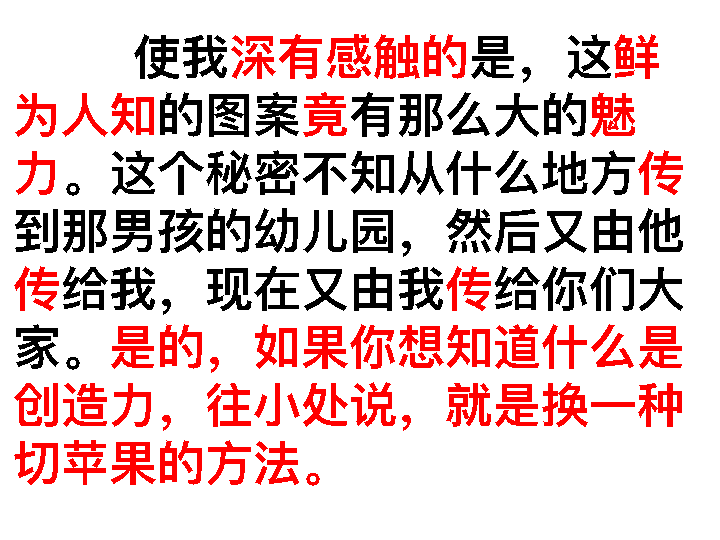 使我深有感触的是，这鲜
为人知的图案竟有那么大的魅
力。这个秘密不知从什么地方传
到那男孩的幼儿园，然后又由他
传给我，现在又由我传给你们大
家。是的，如果你想知道什么是
创造力，往小处说，就是换一种
切苹果的方法。